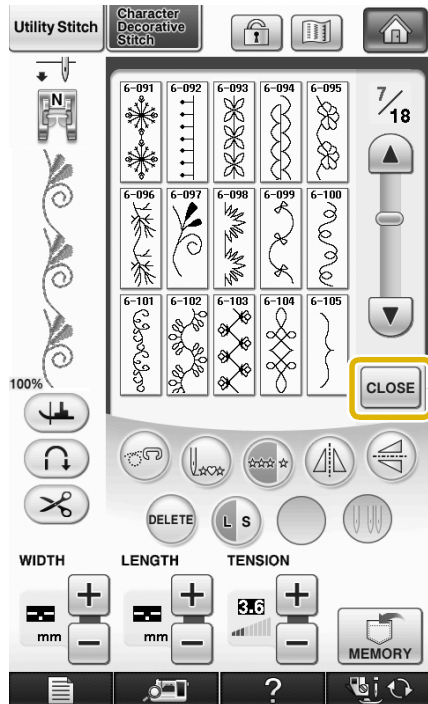 Utility Stitch
Character
Decorative
Stitch
N
6-091 6-092 6-093 6-094 6-095
7/18
6-096 6-097 6-098 6-099 6-100
6-101 6-102 6-103 6-104 6-105
100%
CLOSE
DELETE
L S
WIDTH LENGTH TENSION
3.6
mm mm
MEMORY
?